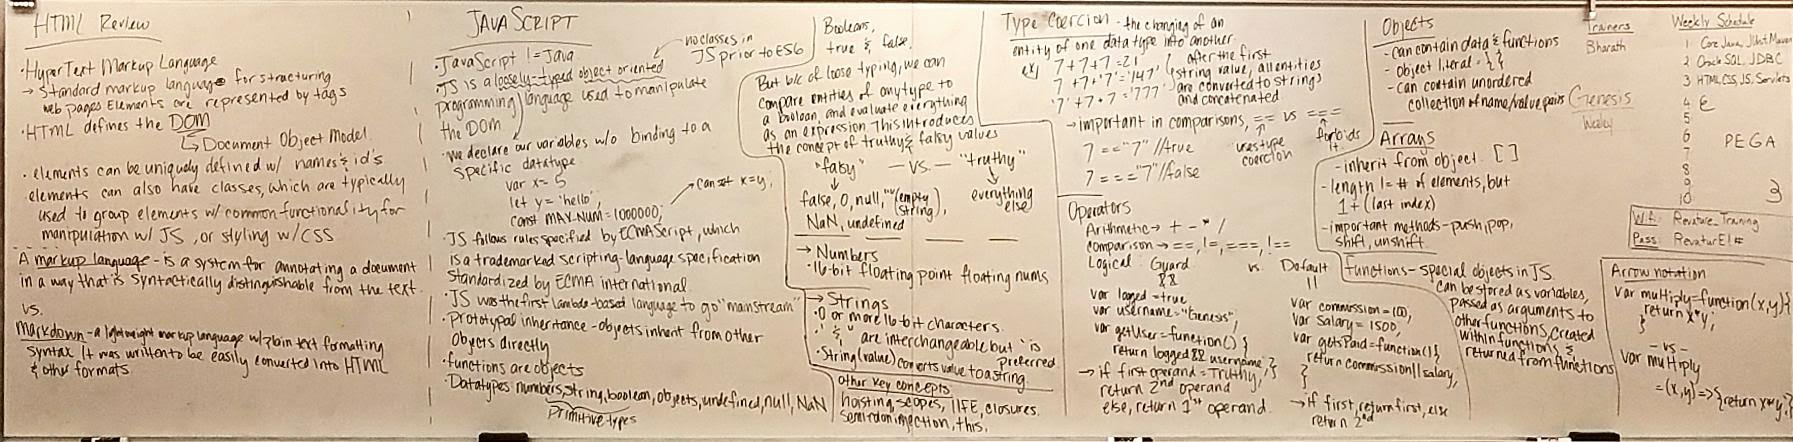 HTML Review
· HyperText Markup Language
→ Standard markup language for structuring
web pages Elements are represented by tags
· HTML defines the DOM
↳ Document Object Model
· elements can be uniquely defined w/ names & id's
elements can also have classes, which are typically
used to group elements w/ common functionality for
manipulation w/ JS, or styling w/ CSS
A markup language - is a system for annotating a document
in a way that is syntactically distinguishable from the text.
vs.
Markdown - a lightweight markup language w/ plain text formatting
syntax It was written to be easily converted into HTML
& other formats
JAVASCRIPT
· JavaScript != Java
no classes in
JS prior to ES6
· JS is a loosely-typed object oriented
programming language used to manipulate
the DOM
· We declare our variables w/o binding to a
specific datatype
var x = 5
let y = 'hello';
const MAX-NUM = 1000000;
→ can set x=y;
· JS follows rules specified by ECMAScript, which
is a trademarked scripting-language specification
standardized by ECMA international
· JS was the first lambda-based language to go "mainstream"
· Prototypal inheritance - objects inherit from other
objects directly
· functions are objects
· Datatypes: numbers, string, boolean, objects, undefined, null, NaN
Primitive types
Booleans,
true & false.
But b/c of loose typing, we can
compare entities of any type to
a boolean, and evaluate everything
as an expression. This introduces
the concept of truthy & falsy values
"falsy" — vs. — "truthy"
false, 0, null, "" (empty string),
NaN, undefined
everything
else
→ Numbers
· 16-bit floating point floating nums
→ Strings
· 0 or more 16-bit characters.
· ' & " are interchangeable but ' is
preferred
· String(value) converts value to a string
other key concepts
hoisting, scopes, IIFE, closures.
semicolon injection, this.
Type Coercion - the changing of an
entity of one data type into another
ex) 7+7+7 = 21
7+7+'7' = '147'
'7'+7+7 = '777'
after the first
string value, all entities
are converted to strings
and concatenated
→ important in comparisons, == vs ===
uses type
coercion
forbids
it.
7 == "7" //true
7 === "7" //false
Operators
Arithmetic → + - * /
comparison → ==, !=, ===, !==
Logical: Guard vs. Default
&& ||
var logged = true
var username = "Genesis";
var getUser = function() {
return logged && username;
}
→ if first operand = Truthy,
return 2nd operand
else, return 1st operand.
var commission = 100;
var salary = 1500;
var getsPaid = function() {
return commission || salary;
}
→ if first, return first, else
return 2nd
Objects
- can contain data & functions
- object literal = { }
- can contain unordered
collection of name/value pairs
Arrays
- inherit from object. [ ]
- length != # of elements, but
1 + (last index)
- important methods - push, pop,
shift, unshift
functions - special objects in JS
can be stored as variables,
passed as arguments to
other functions, created
within functions, &
returned from functions
Trainers
Bharath
Genesis
Wezley
Weekly Schedule
1 Core Java, JUnit, Maven
2 Oracle SQL, JDBC
3 HTML, CSS, JS, Servlets
4
5
6
7
8
9
10
PEGA
3
Wifi: Revature_Training
Pass:
Arrow notation
var multiply = function(x,y){
return x*y;
}
- vs -
var multiply
= (x,y) => {return x*y;}